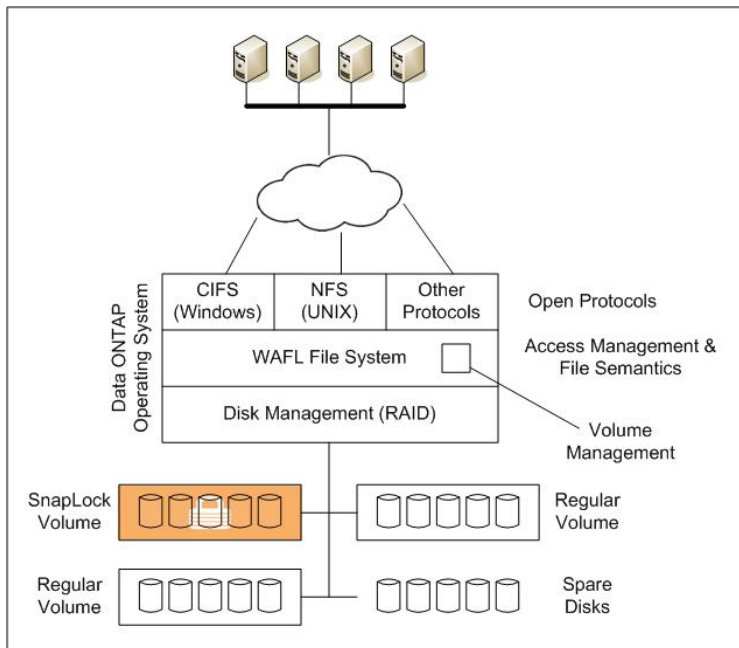 CIFS
(Windows)
NFS
(UNIX)
Other
Protocols
Open Protocols
Data ONTAP
Operating System
WAFL File System
Access Management &
File Semantics
Disk Management (RAID)
Volume
Management
SnapLock
Volume
Regular
Volume
Regular
Volume
Spare
Disks